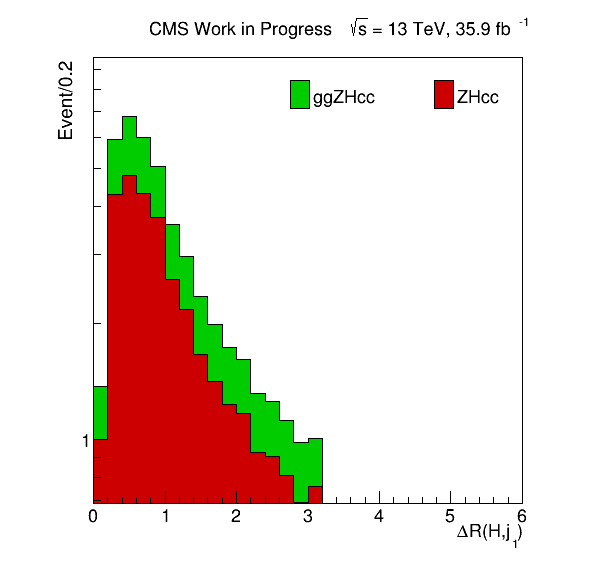 CMS Work in Progress √s = 13 TeV, 35.9 fb -1
Event/0.2
ggZHcc ZHcc
1
0 1 2 3 4 5 6
ΔR(H,j1)